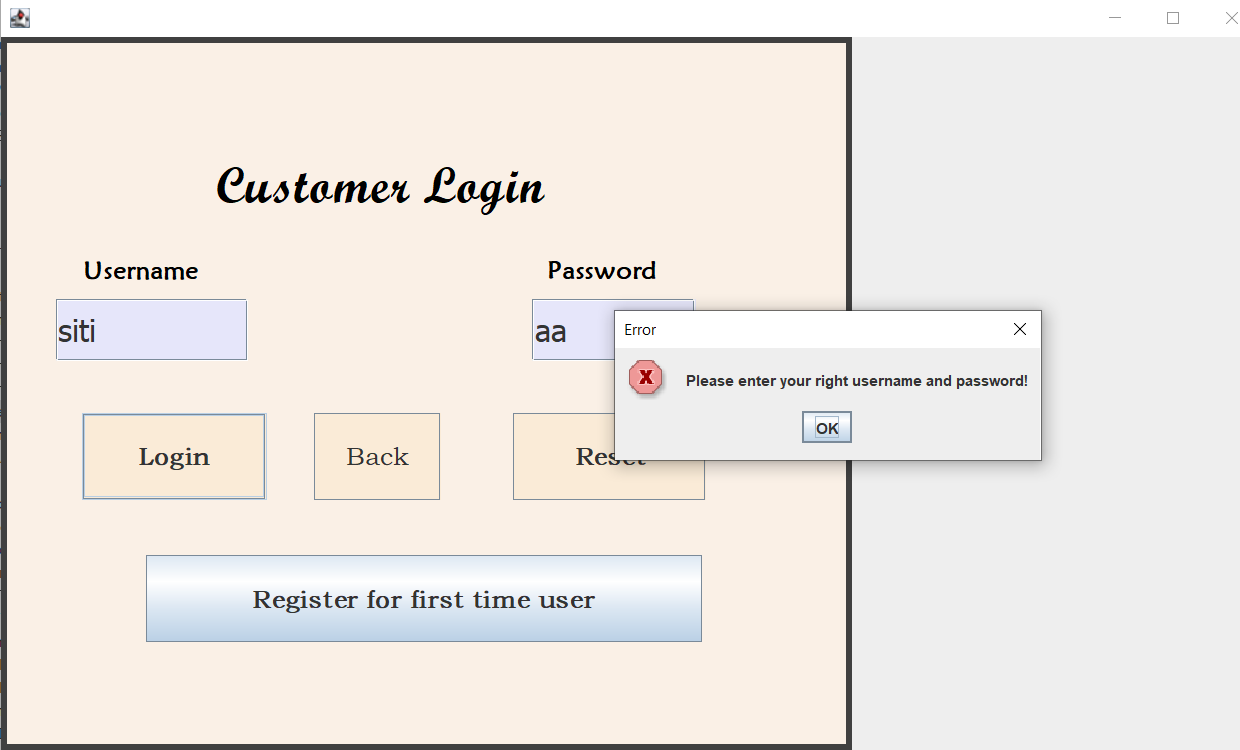 Customer Login
Username
Password
siti
aa
Error
Please enter your right username and password!
OK
Login
Back
Reset
Register for first time user